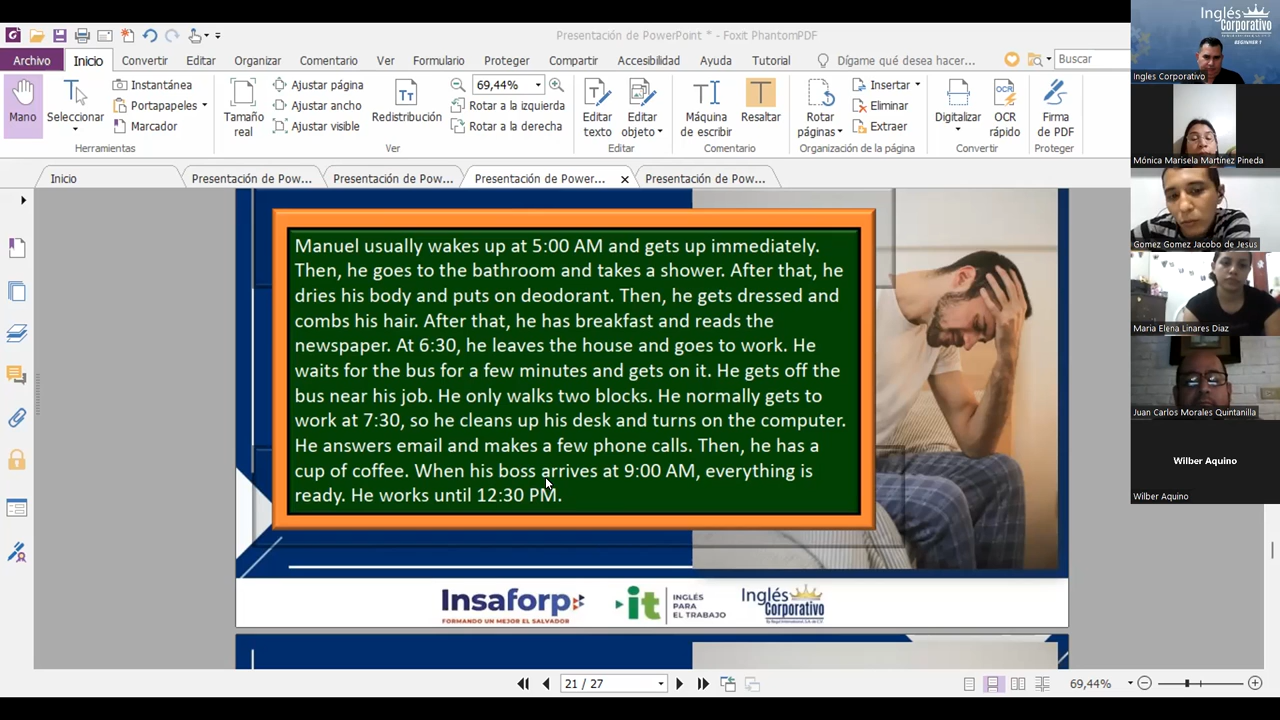 Presentación de PowerPoint * - Foxit PhantomPDF
Archivo Inicio Convertir Editar Organizar Comentario Ver Formulario Proteger Compartir Accesibilidad Ayuda Tutorial Dígame qué desea hacer... Buscar
Mano
Seleccionar
Instantánea
Portapapeles
Marcador
Herramientas
Tamaño real
Ajustar página
Ajustar ancho
Ajustar visible
69,44%
Rotar a la izquierda
Rotar a la derecha
Redistribución
Ver
Editar texto
Editar objeto
Editar
Máquina de escribir
Resaltar
Comentario
Rotar páginas
Insertar
Eliminar
Extraer
Organización de la página
Digitalizar
OCR rápido
Convertir
Firma de PDF
Proteger
Inicio Presentación de Pow... Presentación de Pow... Presentación de Power... Presentación de Pow...
Manuel usually wakes up at 5:00 AM and gets up immediately.
Then, he goes to the bathroom and takes a shower. After that, he
dries his body and puts on deodorant. Then, he gets dressed and
combs his hair. After that, he has breakfast and reads the
newspaper. At 6:30, he leaves the house and goes to work. He
waits for the bus for a few minutes and gets on it. He gets off the
bus near his job. He only walks two blocks. He normally gets to
work at 7:30, so he cleans up his desk and turns on the computer.
He answers email and makes a few phone calls. Then, he has a
cup of coffee. When his boss arrives at 9:00 AM, everything is
ready. He works until 12:30 PM.
Insaforp
FORMANDO UN MEJOR EL SALVADOR
it
INGLÉS
PARA
EL TRABAJO
Inglés
Corporativo
21 / 27
69,44%
Inglés
Corporativo
BEGINNER 1
Ingles Corporativo
Mónica Marisela Martínez Pineda
Gomez Gomez Jacobo de Jesus
Maria Elena Linares Diaz
Juan Carlos Morales Quintanilla
Wilber Aquino
Wilber Aquino